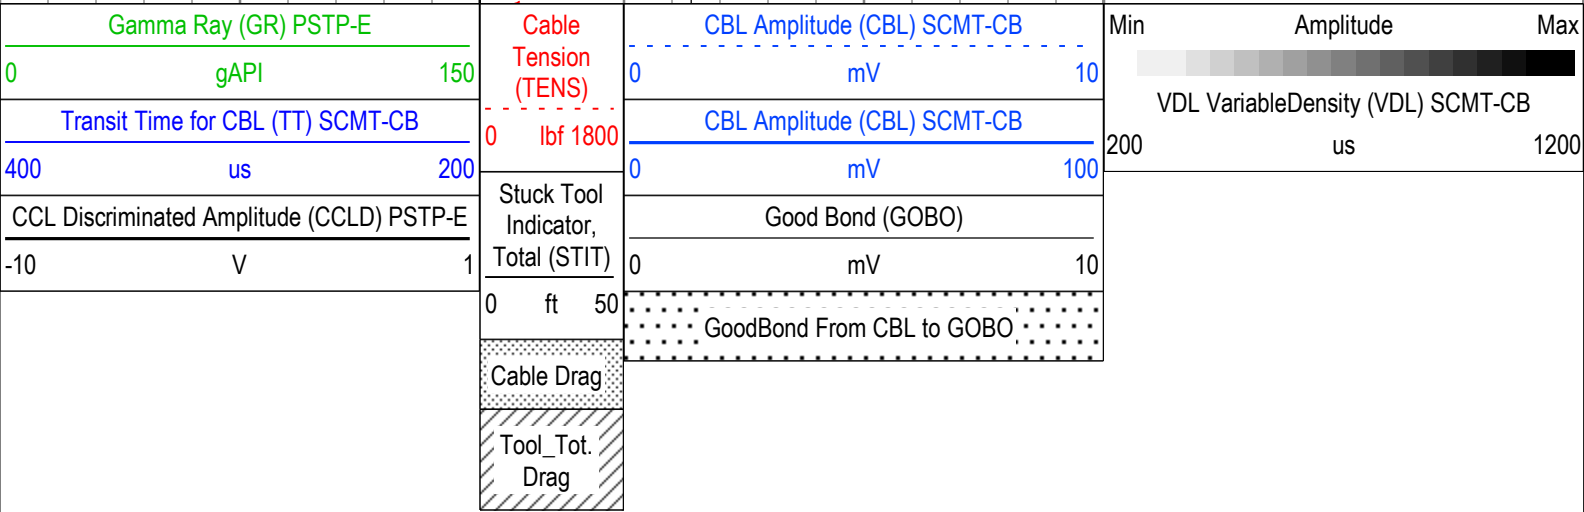 Gamma Ray (GR) PSTP-E
0 gAPI 150
Transit Time for CBL (TT) SCMT-CB
400 us 200
CCL Discriminated Amplitude (CCLD) PSTP-E
-10 V 1
Cable
Tension
(TENS)
0 lbf 1800
Stuck Tool
Indicator,
Total (STIT)
0 ft 50
Cable Drag
Tool_Tot.
Drag
CBL Amplitude (CBL) SCMT-CB
0 mV 10
CBL Amplitude (CBL) SCMT-CB
0 mV 100
Good Bond (GOBO)
0 mV 10
GoodBond From CBL to GOBO
Min Amplitude Max
VDL VariableDensity (VDL) SCMT-CB
200 us 1200